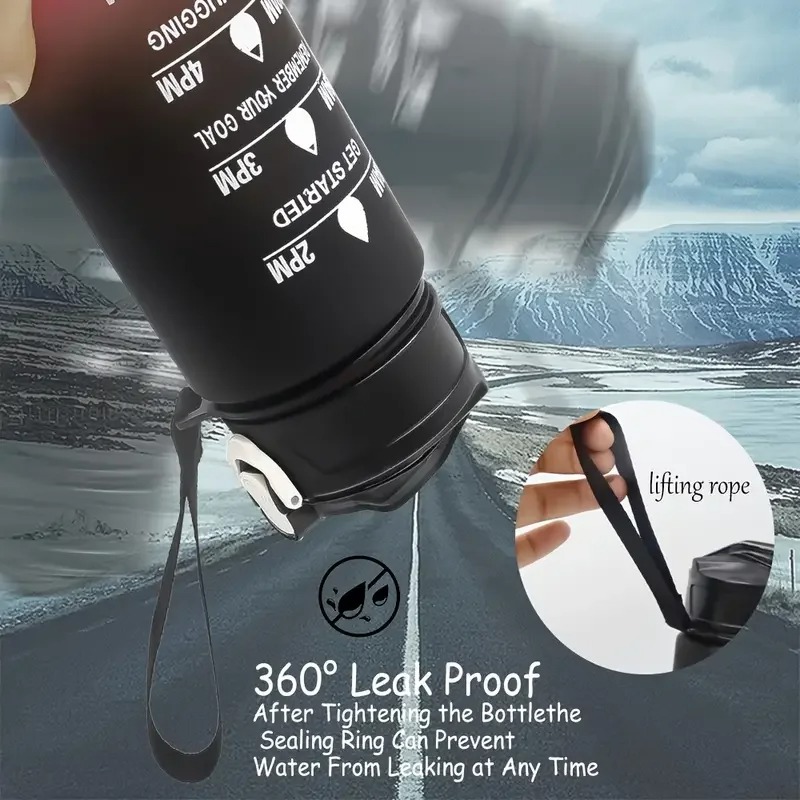 4PM
REMEMBER YOUR GOAL
3PM
GET STARTED
2PM
lifting rope
360° Leak Proof
After Tightening the Bottlethe
Sealing Ring Can Prevent
Water From Leaking at Any Time